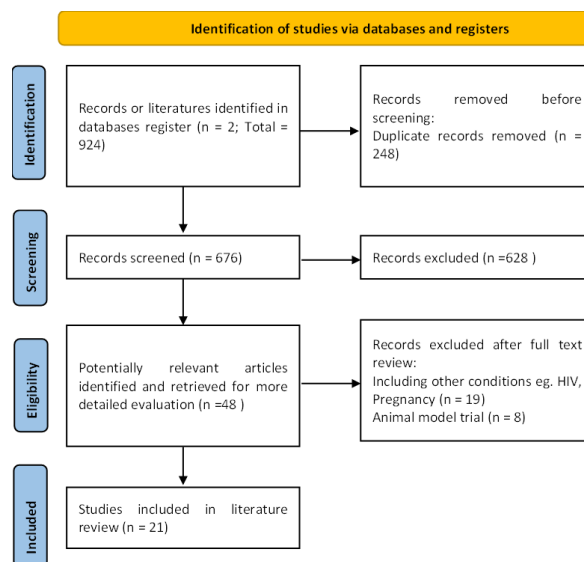 Identification of studies via databases and registers
Identification
Records or literatures identified in
databases register (n = 2; Total =
924)
Records removed before
screening:
Duplicate records removed (n =
248)
Screening
Records screened (n = 676)
Records excluded (n =628 )
Eligibility
Potentially relevant articles
identified and retrieved for more
detailed evaluation (n =48 )
Records excluded after full text
review:
Including other conditions eg. HIV,
Pregnancy (n = 19)
Animal model trial (n = 8)
Included
Studies included in literature
review (n = 21)